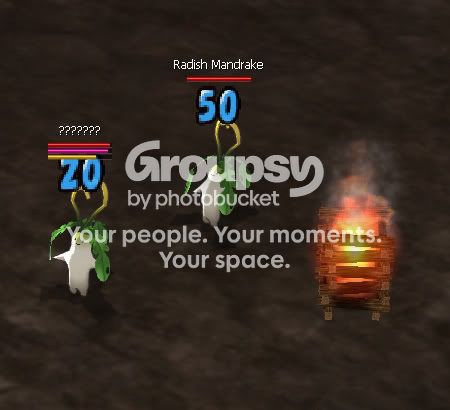 Radish Mandrake
50
???????
20
Groupsy
by photobucket
Your people. Your moments.
Your space.